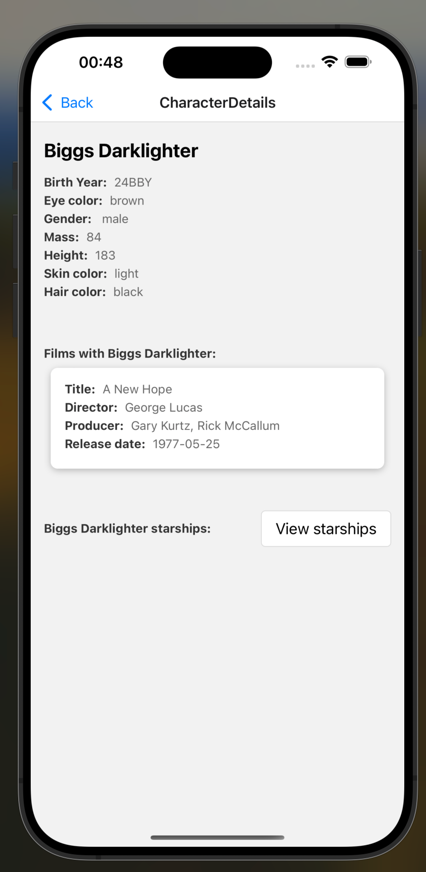 00:48
Back CharacterDetails
Biggs Darklighter
Birth Year: 24BBY
Eye color: brown
Gender: male
Mass: 84
Height: 183
Skin color: light
Hair color: black
Films with Biggs Darklighter:
Title: A New Hope
Director: George Lucas
Producer: Gary Kurtz, Rick McCallum
Release date: 1977-05-25
Biggs Darklighter starships: View starships